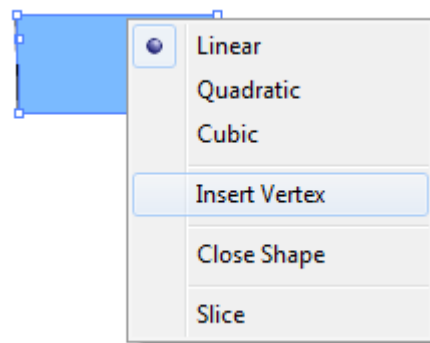 Linear
Quadratic
Cubic
Insert Vertex
Close Shape
Slice